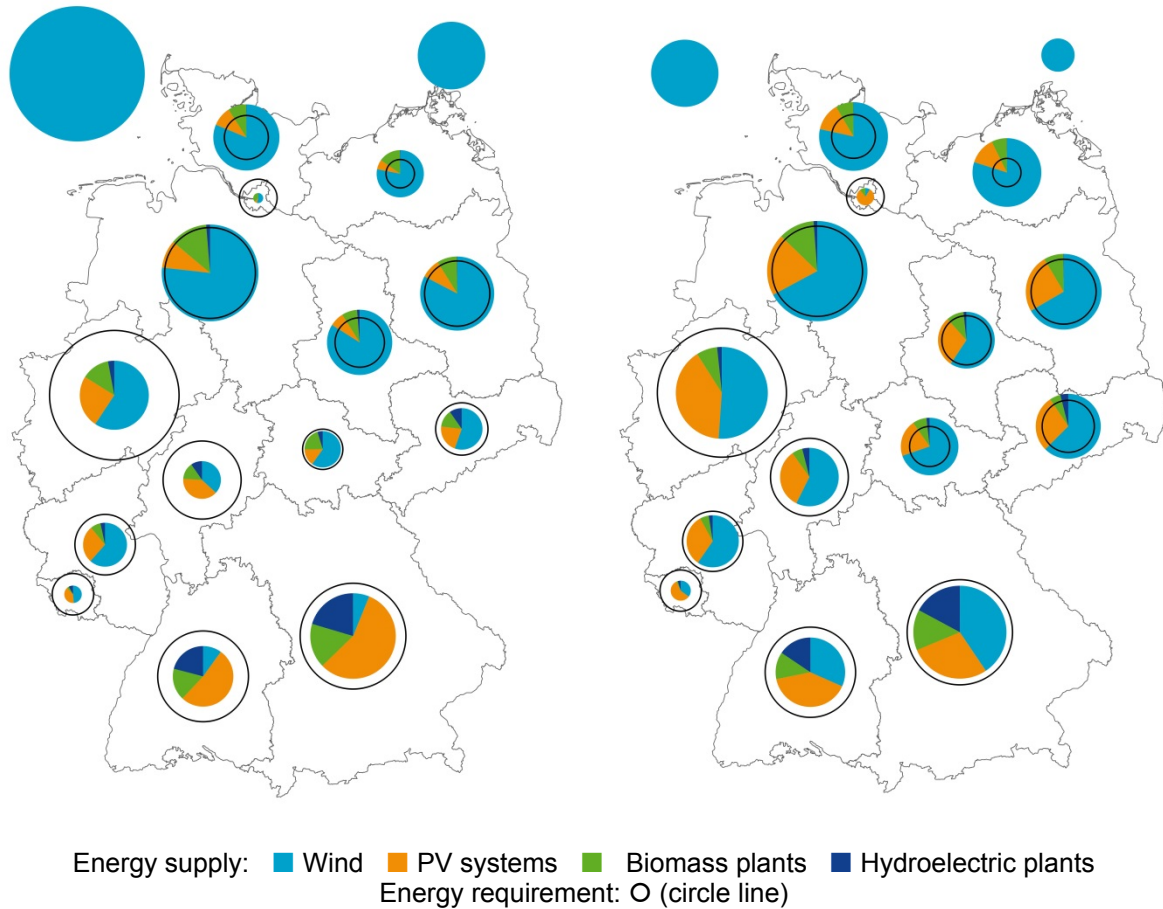 Energy supply: Wind PV systems Biomass plants Hydroelectric plants
Energy requirement: O (circle line)